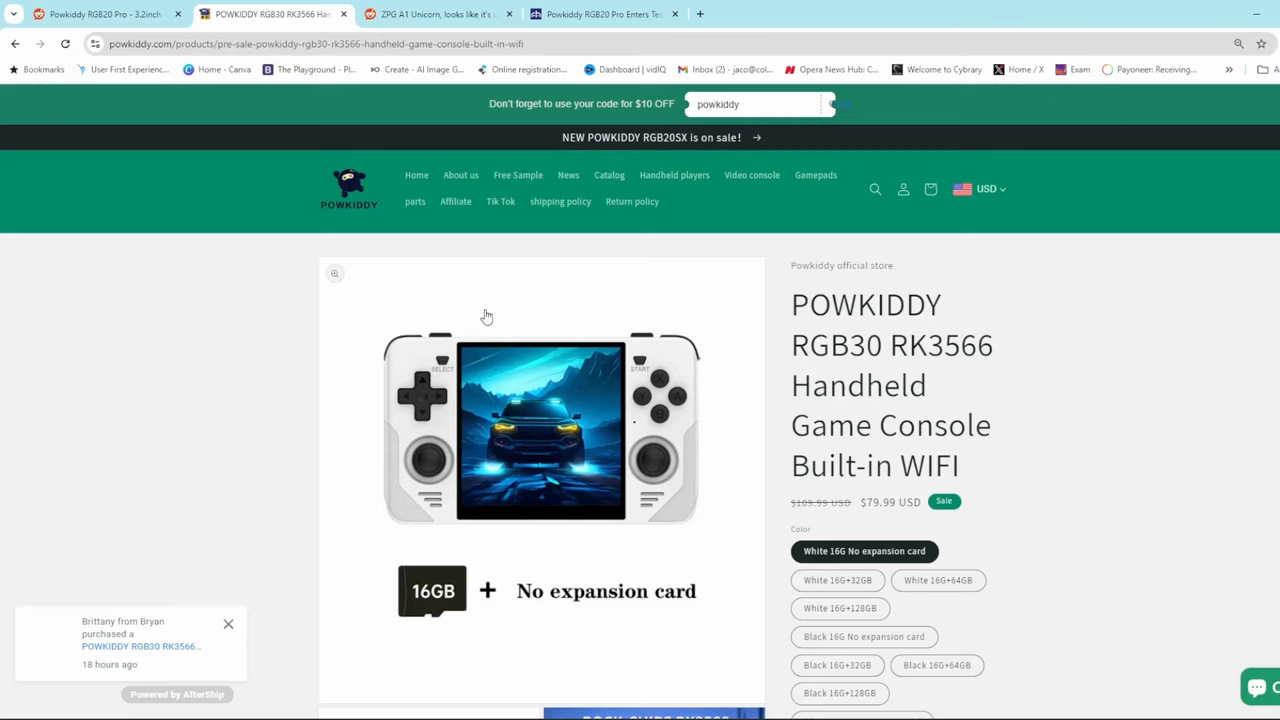 Powkiddy RGB20 Pro - 3.2inch
POWKIDDY RGB30 RK3566 Han
ZPG A1 Unicorn, looks like it's u
Powkiddy RGB20 Pro Enters Tes
powkiddy.com/products/pre-sale-powkiddy-rgb30-rk3566-handheld-game-console-built-in-wifi
Bookmarks
User First Experienc...
Home - Canva
The Playground - Pl...
Create - AI Image G...
Online registration...
Dashboard | vidIQ
Inbox (2) - jaco@col...
Opera News Hub: C...
Welcome to Cybrary
Home / X
Exam
Payoneer: Receiving...
Don't forget to use your code for $10 OFF
powkiddy
NEW POWKIDDY RGB20SX is on sale! →
POWKIDDY
Home About us Free Sample News Catalog Handheld players Video console Gamepads
parts Affiliate Tik Tok shipping policy Return policy
USD
SELECT
START
X
Y
A
B
16GB + No expansion card
Powkiddy official store
POWKIDDY
RGB30 RK3566
Handheld
Game Console
Built-in WIFI
$109.99 USD $79.99 USD Sale
Color
White 16G No expansion card
White 16G+32GB White 16G+64GB
White 16G+128GB
Black 16G No expansion card
Black 16G+32GB Black 16G+64GB
Black 16G+128GB
Brittany from Bryan
purchased a
POWKIDDY RGB30 RK3566...
18 hours ago
Powered by AfterShip